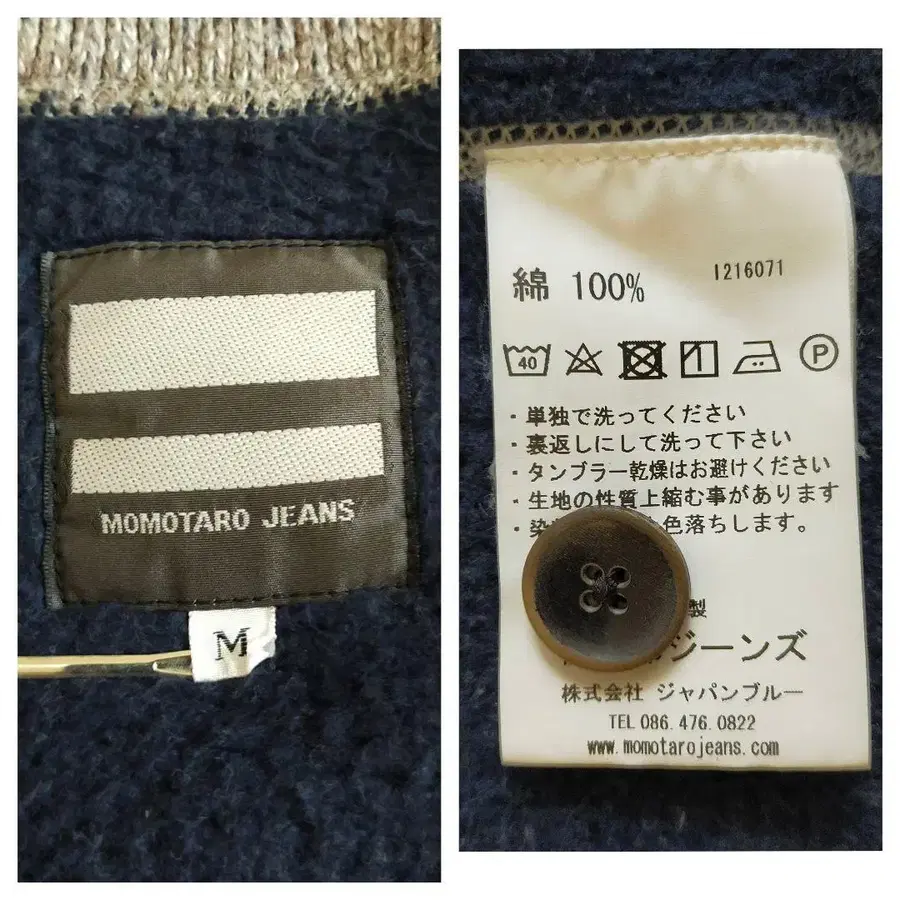 MOMOTARO JEANS
M
綿 100%
I216071
40
P
・単独で洗ってください
・裏返しにして洗って下さい
・タンブラー乾燥はお避けください
・生地の性質上縮む事があります
・染 色落ちします。
製
ジーンズ
株式会社 ジャパンブルー
TEL 086.476.0822
www.momotarojeans.com